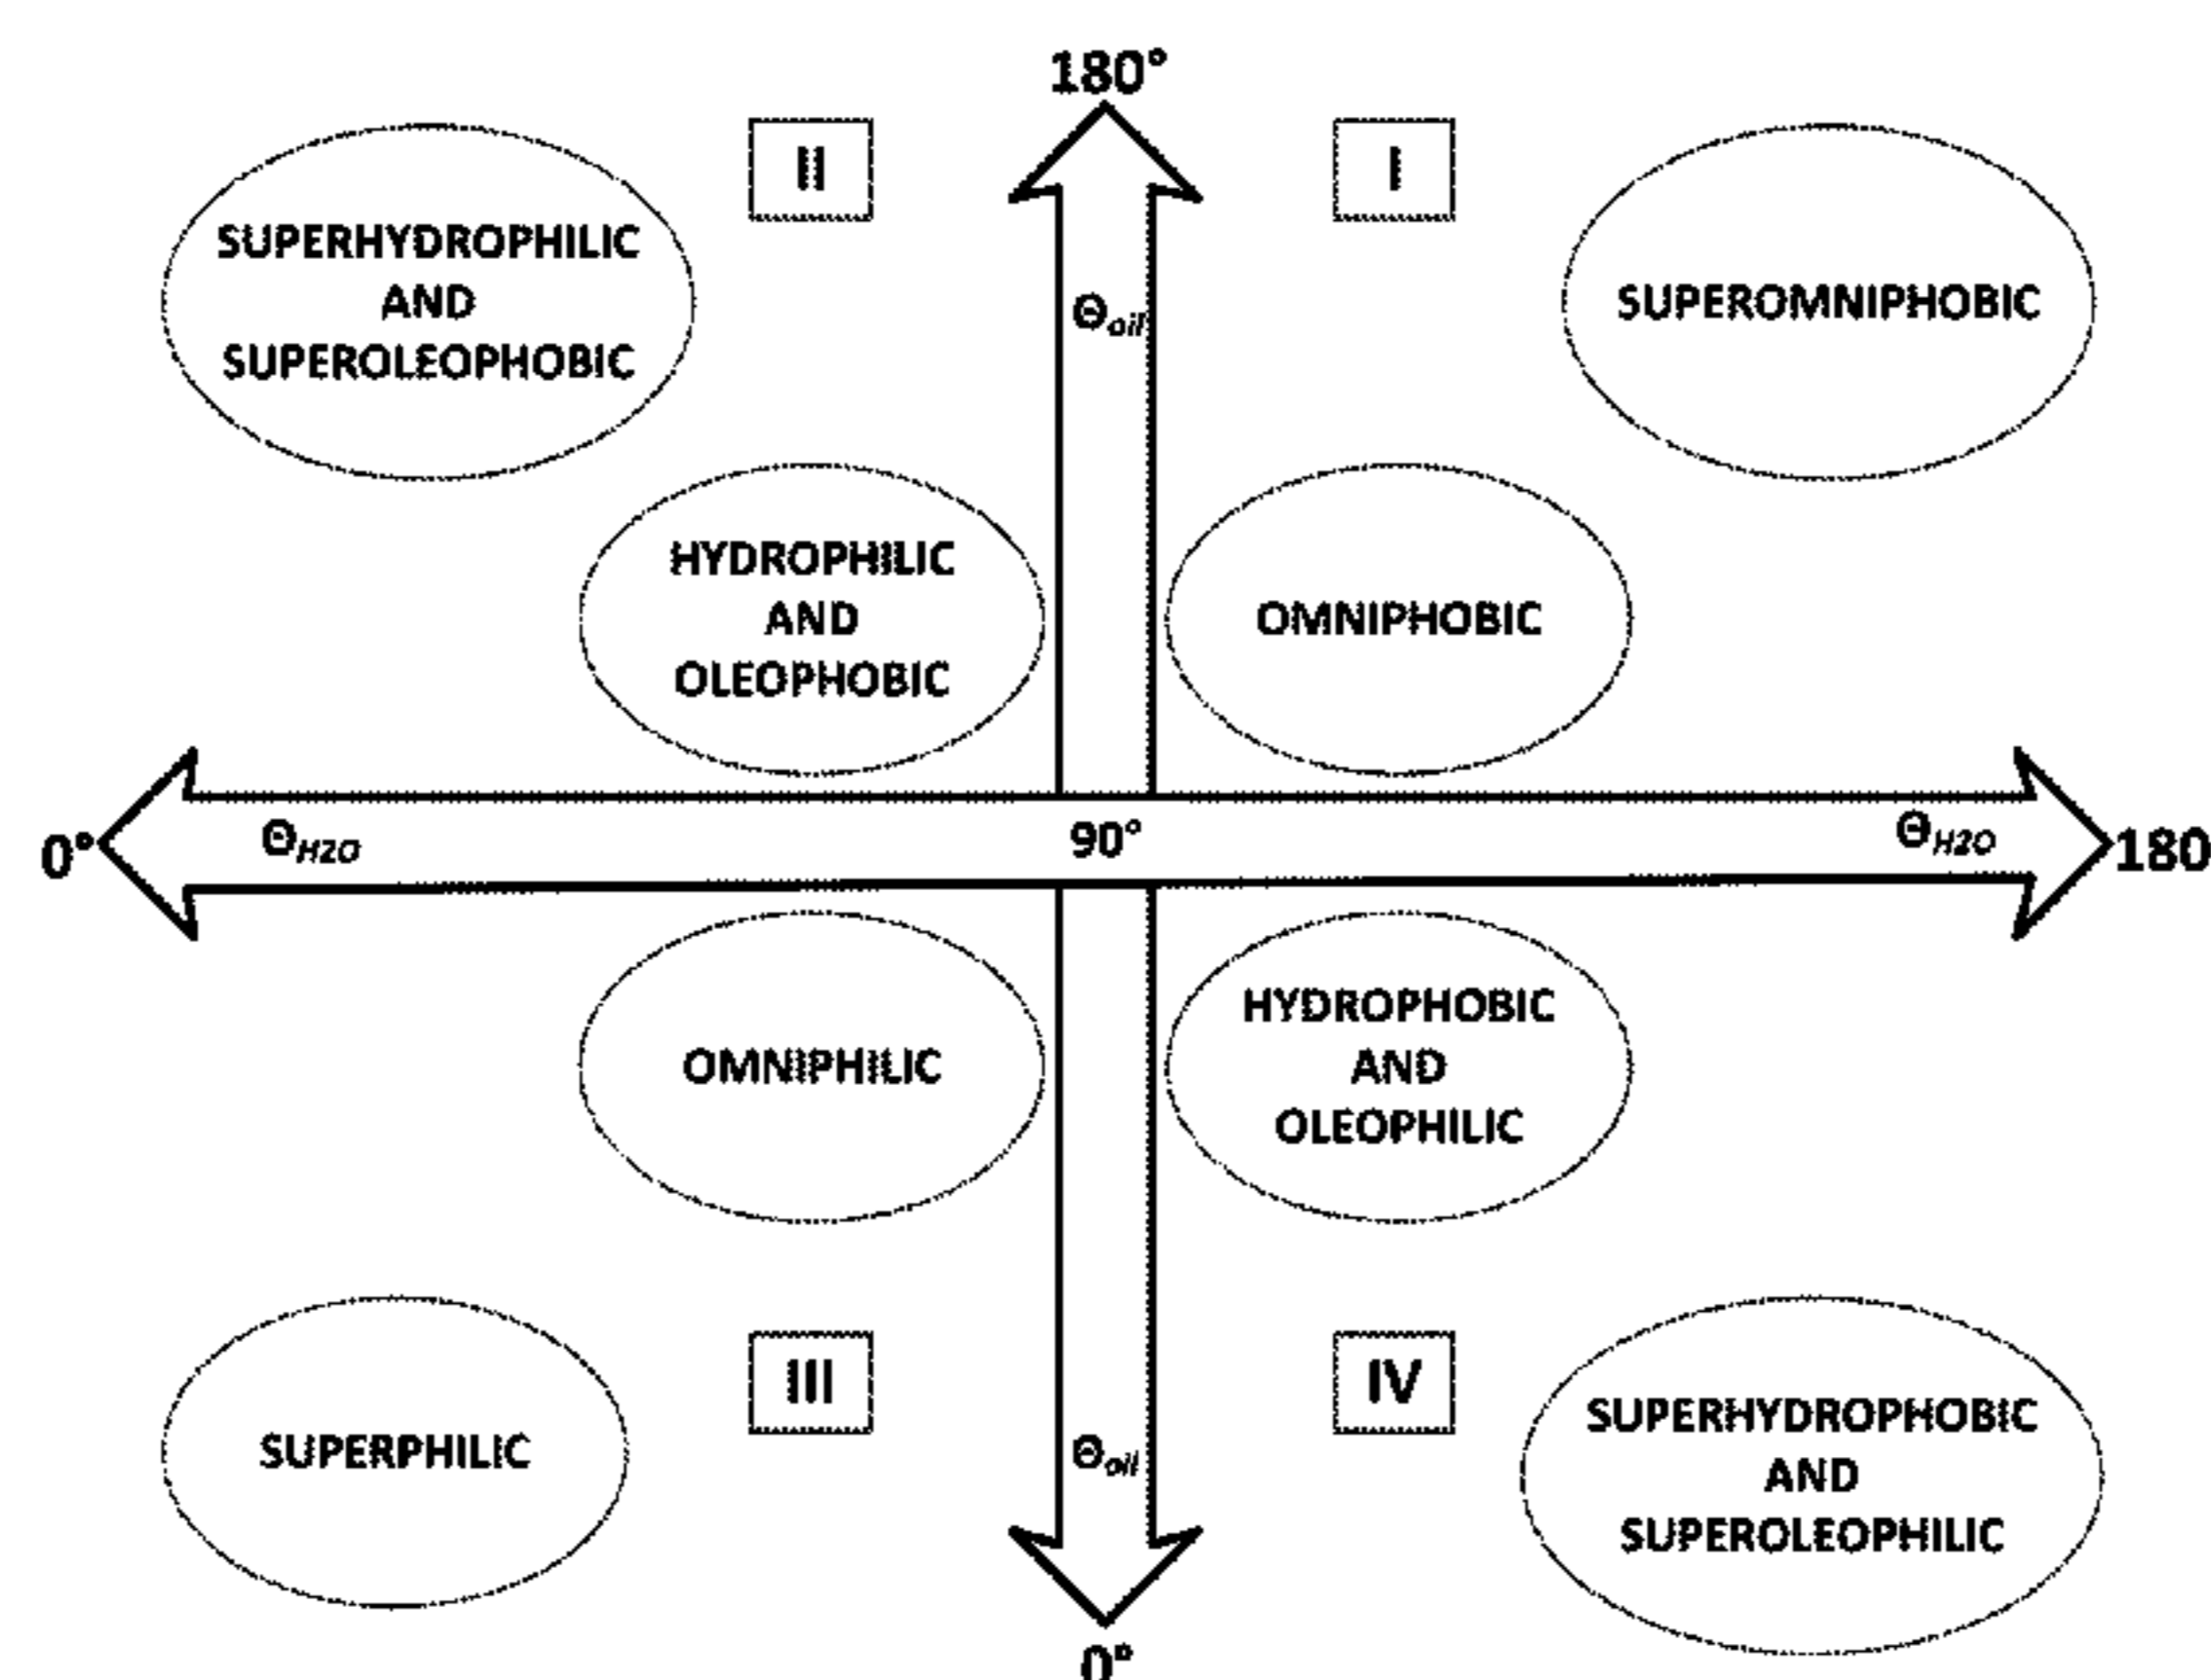 180°
II
I
SUPERHYDROPHILIC
AND
SUPEROLEOPHOBIC
Θoil
SUPEROMNIPHOBIC
HYDROPHILIC
AND
OLEOPHOBIC
OMNIPHOBIC
0°
ΘH2O
90°
ΘH2O
180
OMNIPHILIC
HYDROPHOBIC
AND
OLEOPHILIC
III
IV
SUPERPHILIC
Θoil
SUPERHYDROPHOBIC
AND
SUPEROLEOPHILIC
0°